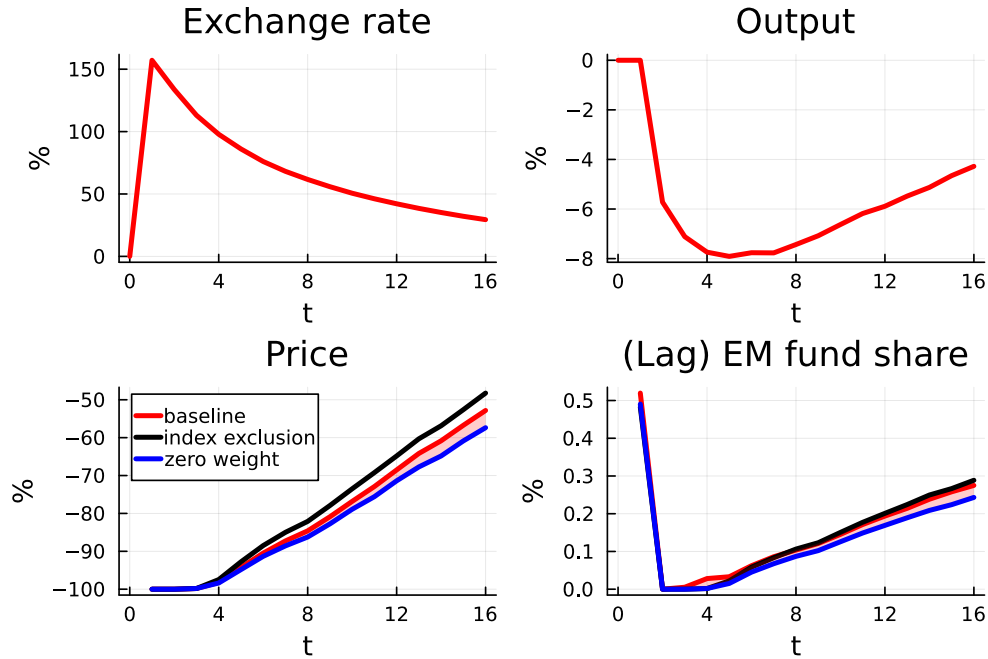 Exchange rate
150
100
50
0
%
0 4 8 12 16
t
Output
0
−2
−4
−6
−8
%
0 4 8 12 16
t
Price
−50
−60
−70
−80
−90
−100
%
baseline
index exclusion
zero weight
0 4 8 12 16
t
(Lag) EM fund share
0.5
0.4
0.3
0.2
0.1
0.0
%
0 4 8 12 16
t